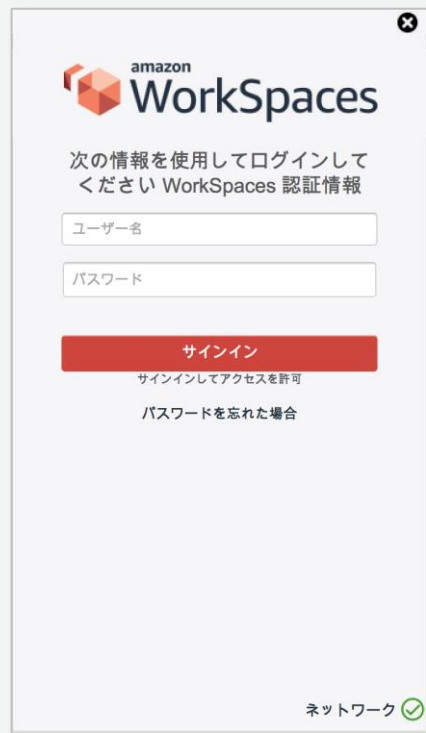 amazon
WorkSpaces
次の情報を使用してログインして
ください WorkSpaces 認証情報
ユーザー名
パスワード
サインイン
サインインしてアクセスを許可
パスワードを忘れた場合
ネットワーク